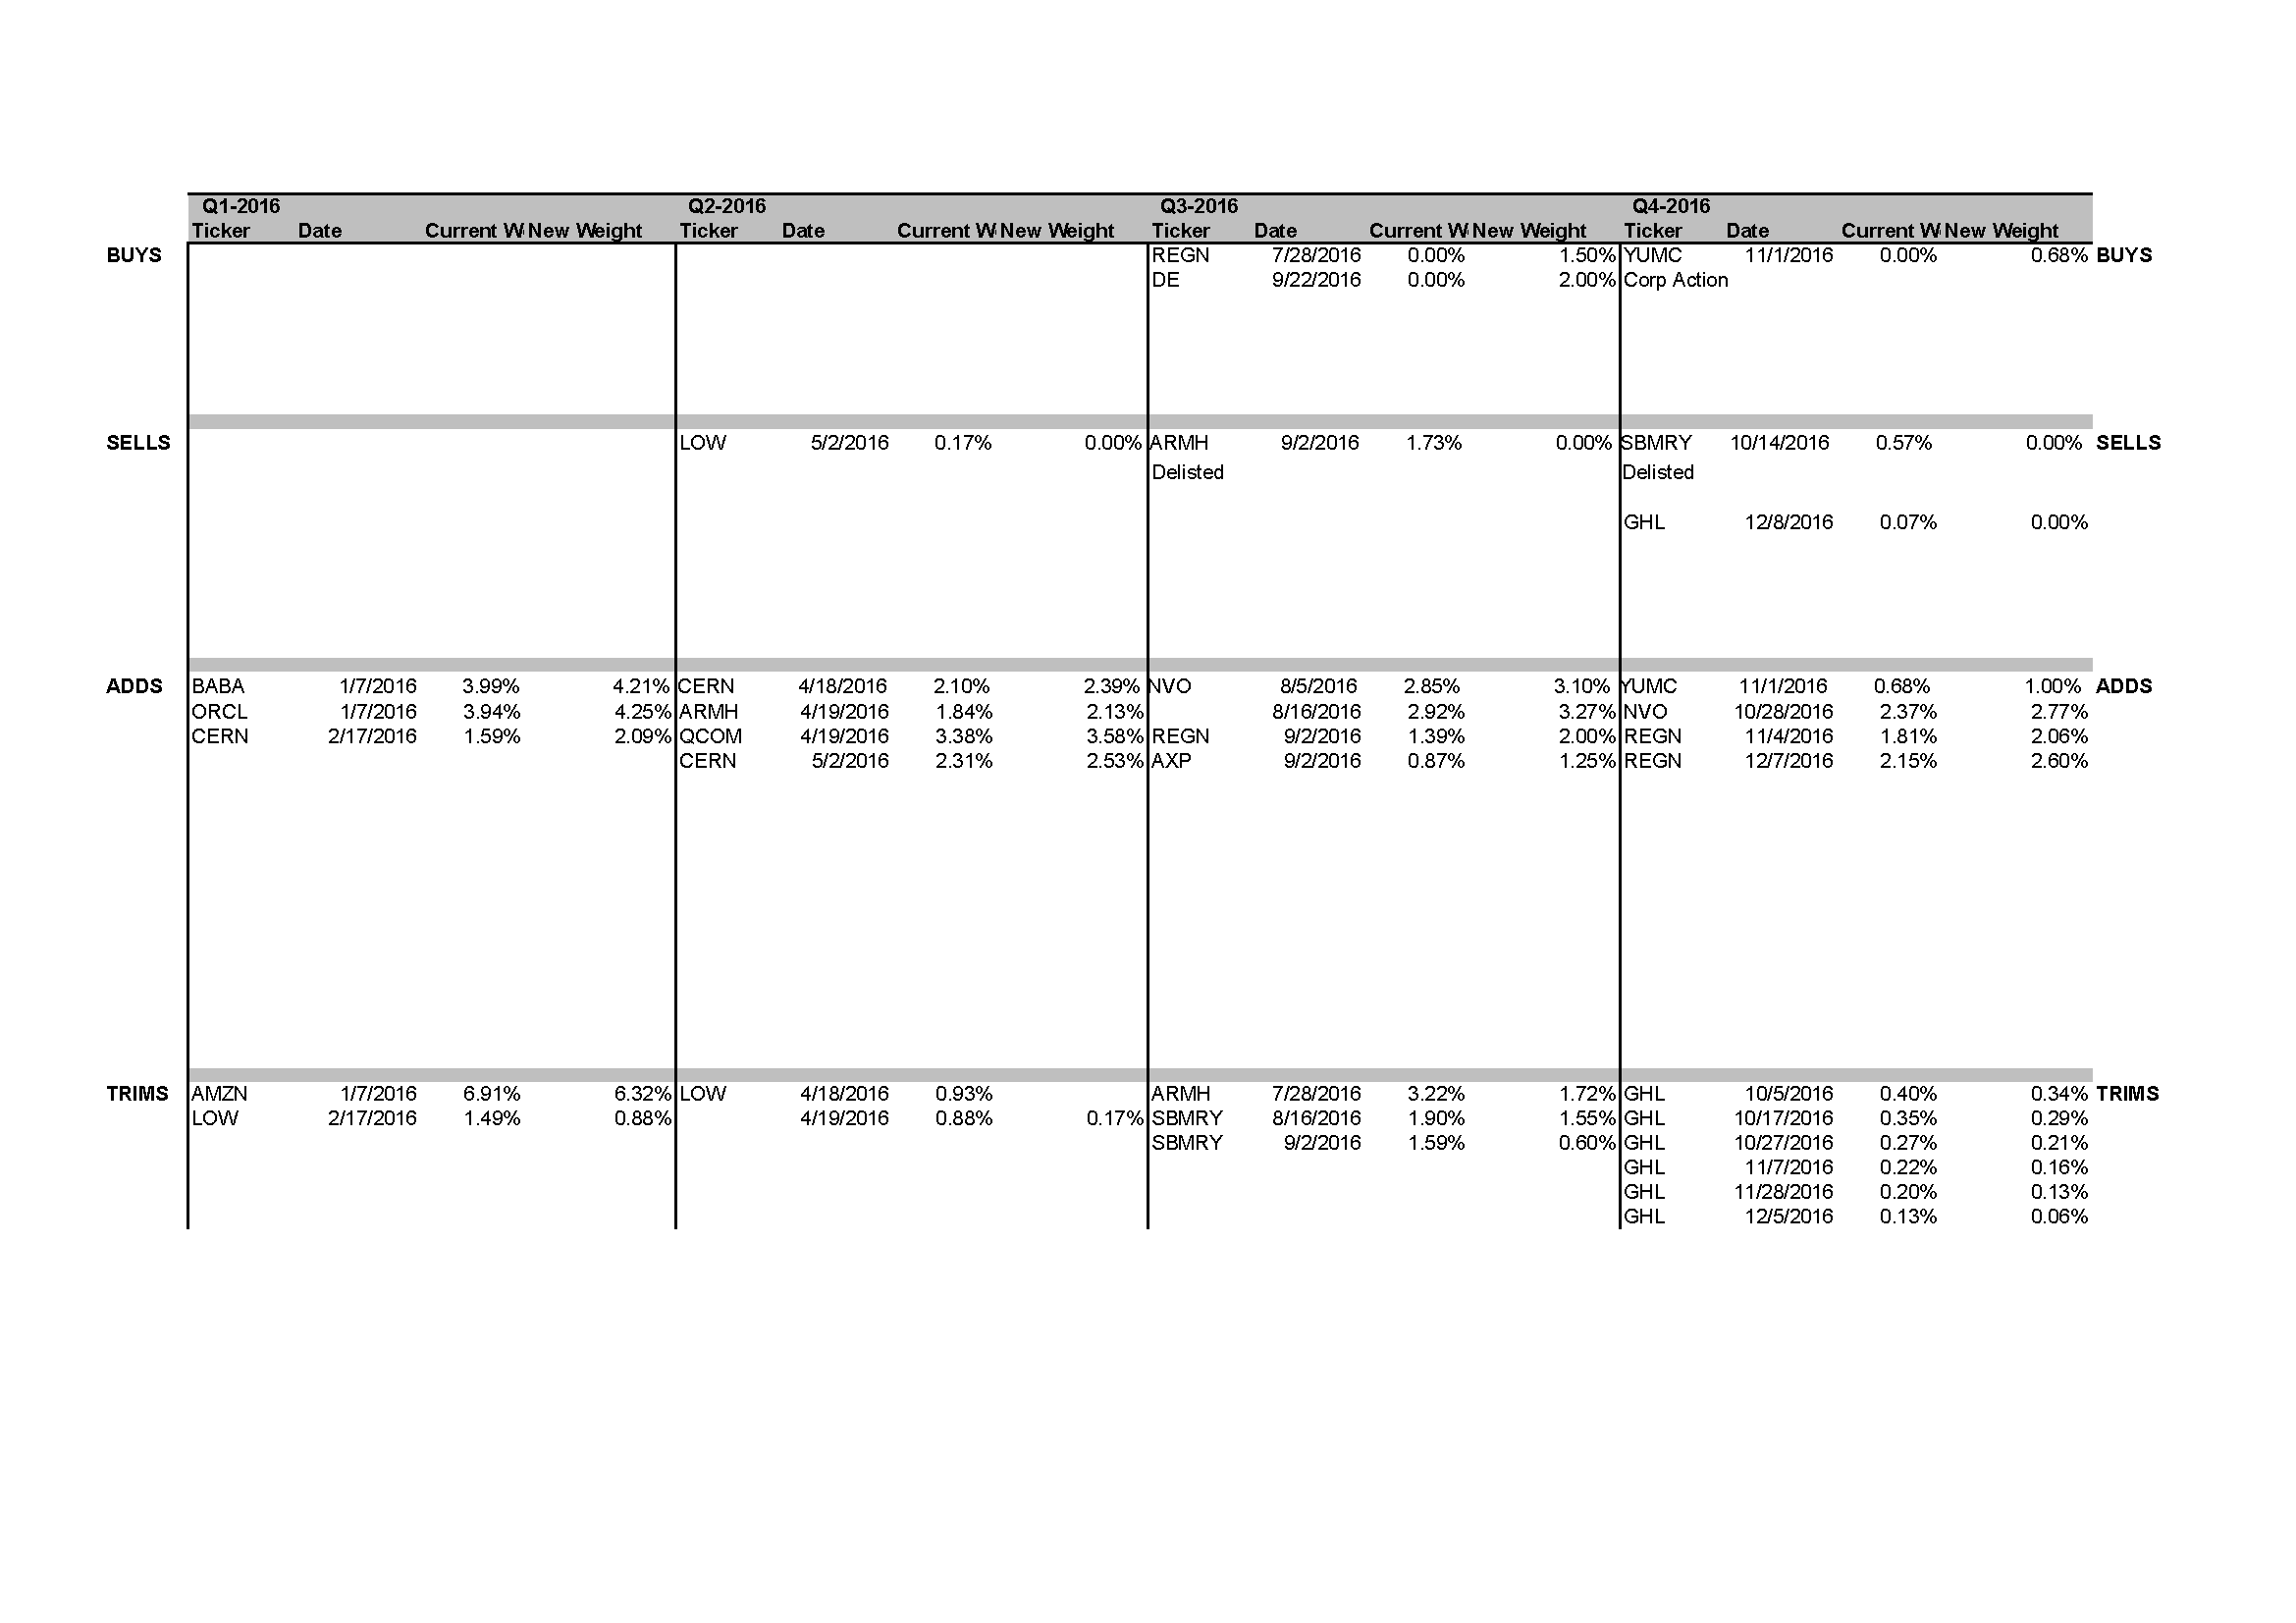 Q1-2016 Q2-2016 Q3-2016 Q4-2016
Ticker Date Current W New Weight Ticker Date Current W New Weight Ticker Date Current W New Weight Ticker Date Current W New Weight
BUYS REGN 7/28/2016 0.00% 1.50% YUMC 11/1/2016 0.00% 0.68% BUYS
DE 9/22/2016 0.00% 2.00% Corp Action
SELLS LOW 5/2/2016 0.17% 0.00% ARMH 9/2/2016 1.73% 0.00% SBMRY 10/14/2016 0.57% 0.00% SELLS
Delisted Delisted
GHL 12/8/2016 0.07% 0.00%
ADDS BABA 1/7/2016 3.99% 4.21% CERN 4/18/2016 2.10% 2.39% NVO 8/5/2016 2.85% 3.10% YUMC 11/1/2016 0.68% 1.00% ADDS
ORCL 1/7/2016 3.94% 4.25% ARMH 4/19/2016 1.84% 2.13% 8/16/2016 2.92% 3.27% NVO 10/28/2016 2.37% 2.77%
CERN 2/17/2016 1.59% 2.09% QCOM 4/19/2016 3.38% 3.58% REGN 9/2/2016 1.39% 2.00% REGN 11/4/2016 1.81% 2.06%
CERN 5/2/2016 2.31% 2.53% AXP 9/2/2016 0.87% 1.25% REGN 12/7/2016 2.15% 2.60%
TRIMS AMZN 1/7/2016 6.91% 6.32% LOW 4/18/2016 0.93% ARMH 7/28/2016 3.22% 1.72% GHL 10/5/2016 0.40% 0.34% TRIMS
LOW 2/17/2016 1.49% 0.88% 4/19/2016 0.88% 0.17% SBMRY 8/16/2016 1.90% 1.55% GHL 10/17/2016 0.35% 0.29%
SBMRY 9/2/2016 1.59% 0.60% GHL 10/27/2016 0.27% 0.21%
GHL 11/7/2016 0.22% 0.16%
GHL 11/28/2016 0.20% 0.13%
GHL 12/5/2016 0.13% 0.06%